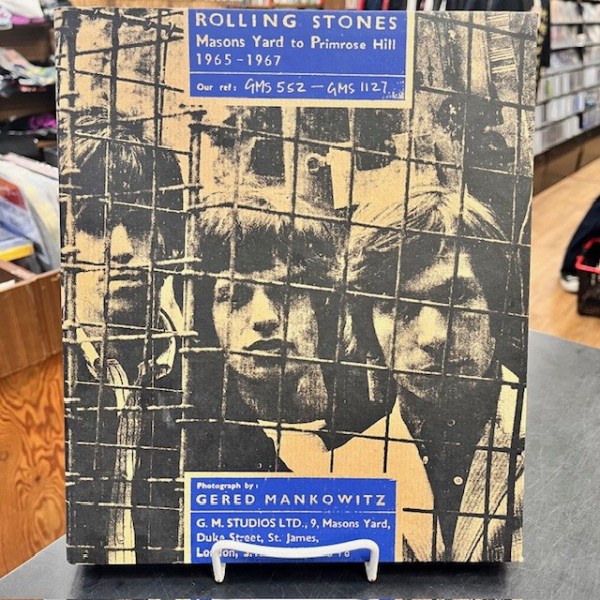 ROLLING STONES
Masons Yard to Primrose Hill
1965-1967
Our ref: GMS 552 — GMS 1127
Photograph by:
GERED MANKOWITZ
G. M. STUDIOS LTD., 9, Masons Yard,
Duke Street, St. James,
London,